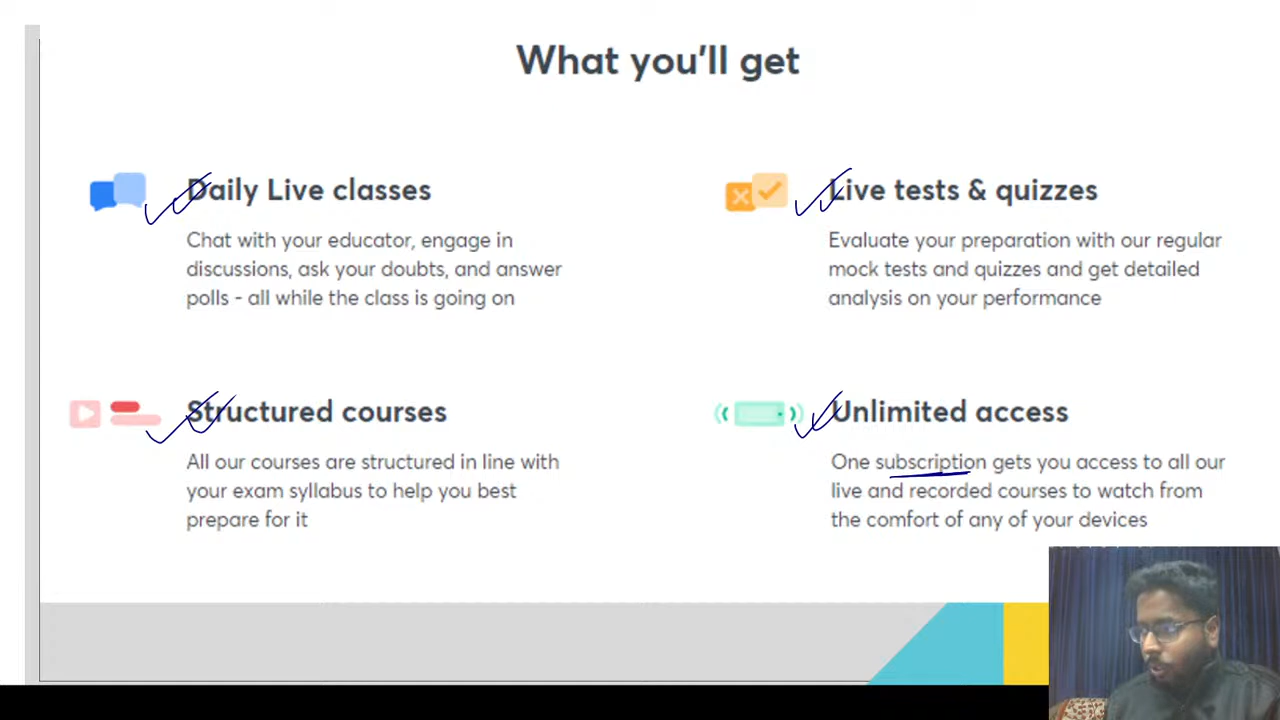 What you'll get
Daily Live classes
Chat with your educator, engage in
discussions, ask your doubts, and answer
polls - all while the class is going on
Live tests & quizzes
Evaluate your preparation with our regular
mock tests and quizzes and get detailed
analysis on your performance
Structured courses
All our courses are structured in line with
your exam syllabus to help you best
prepare for it
Unlimited access
One subscription gets you access to all our
live and recorded courses to watch from
the comfort of any of your devices